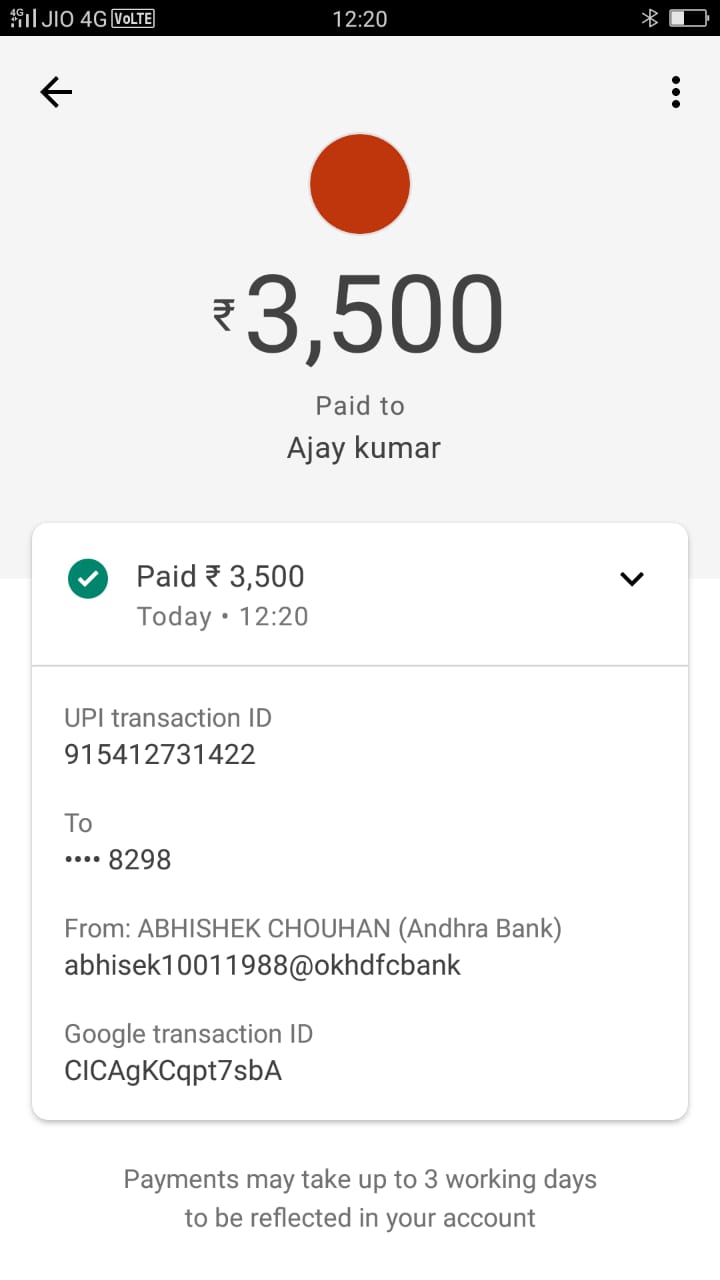 4G JIO 4G VoLTE 12:20
₹3,500
Paid to
Ajay kumar
Paid ₹ 3,500
Today • 12:20
UPI transaction ID
915412731422
To
•••• 8298
From: ABHISHEK CHOUHAN (Andhra Bank)
abhisek10011988@okhdfcbank
Google transaction ID
CICAgKCqpt7sbA
Payments may take up to 3 working days
to be reflected in your account